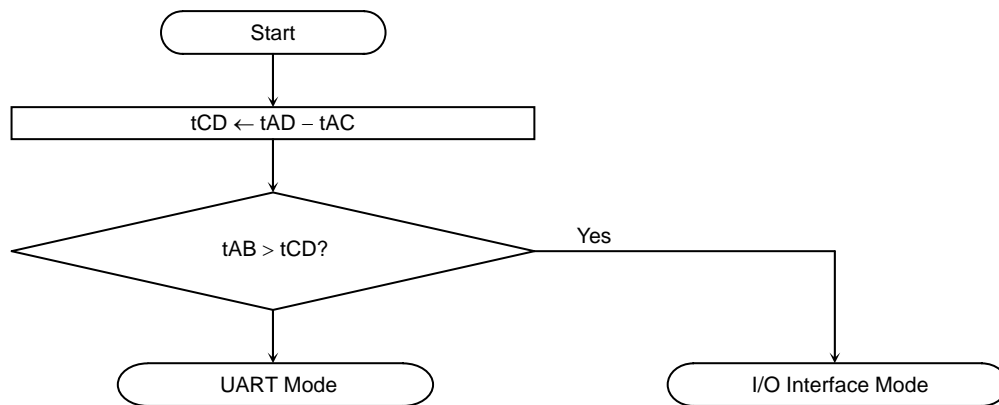 Start
tCD ← tAD − tAC
tAB > tCD?
Yes
UART Mode
I/O Interface Mode